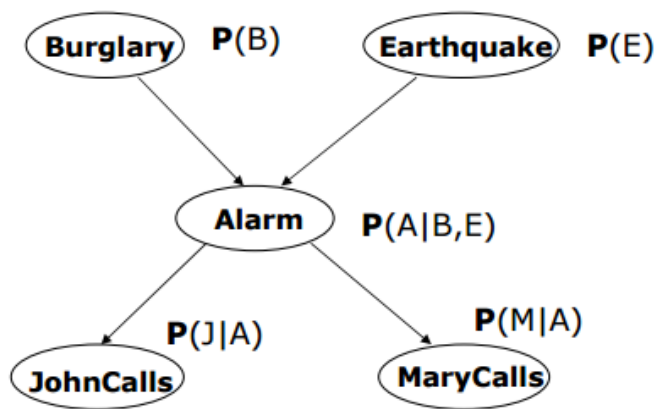 Burglary P(B)
Earthquake P(E)
Alarm P(A|B,E)
P(J|A)
P(M|A)
JohnCalls
MaryCalls